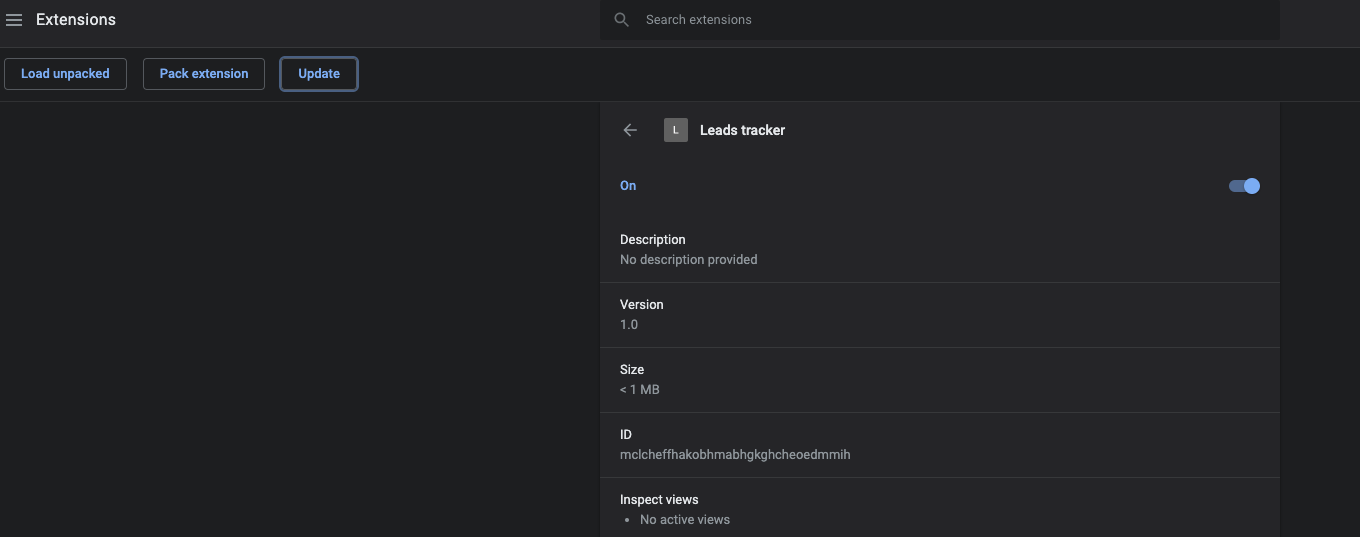 Extensions
Search extensions
Load unpacked
Pack extension
Update
L
Leads tracker
On
Description
No description provided
Version
1.0
Size
< 1 MB
ID
mclcheffhakobhmabhgkghcheoedmmih
Inspect views
• No active views